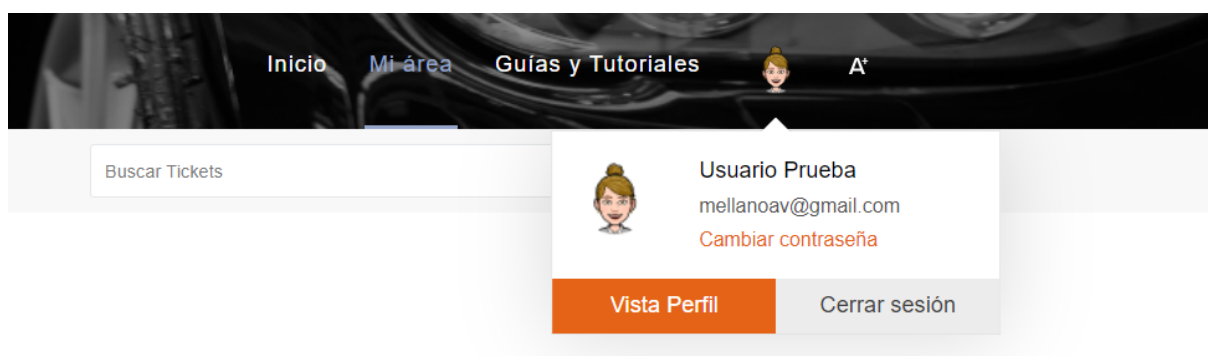 Inicio Mi área Guías y Tutoriales A+
Buscar Tickets
Usuario Prueba
mellanoav@gmail.com
Cambiar contraseña
Vista Perfil Cerrar sesión